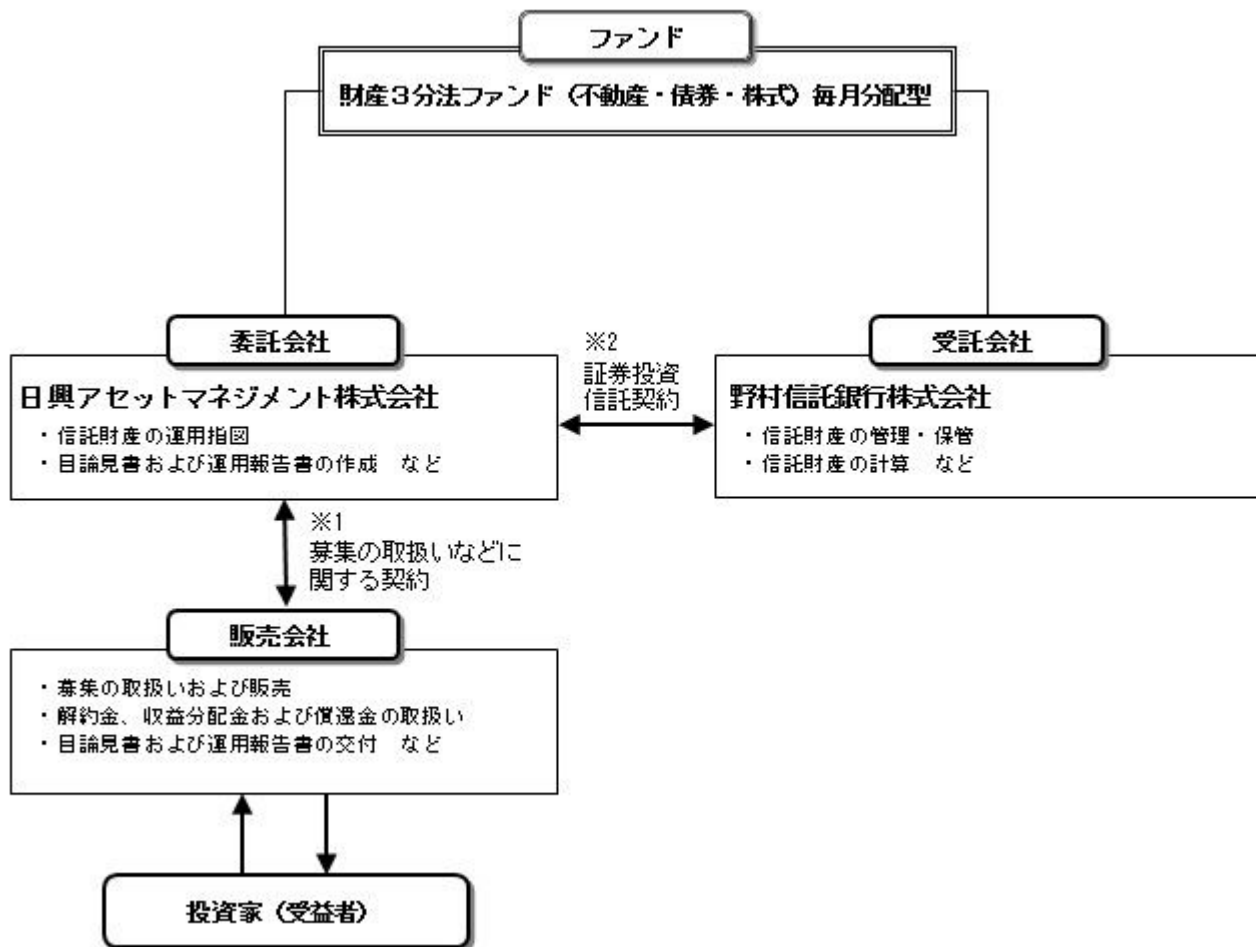 ファンド
財産3分法ファンド(不動産・債券・株式)毎月分配型
委託会社
日興アセットマネジメント株式会社
・信託財産の運用指図
・目論見書および運用報告書の作成 など
※2
証券投資
信託契約
受託会社
野村信託銀行株式会社
・信託財産の管理・保管
・信託財産の計算 など
※1
募集の取扱いなどに
関する契約
販売会社
・募集の取扱いおよび販売
・解約金、収益分配金および償還金の取扱い
・目論見書および運用報告書の交付 など
投資家(受益者)